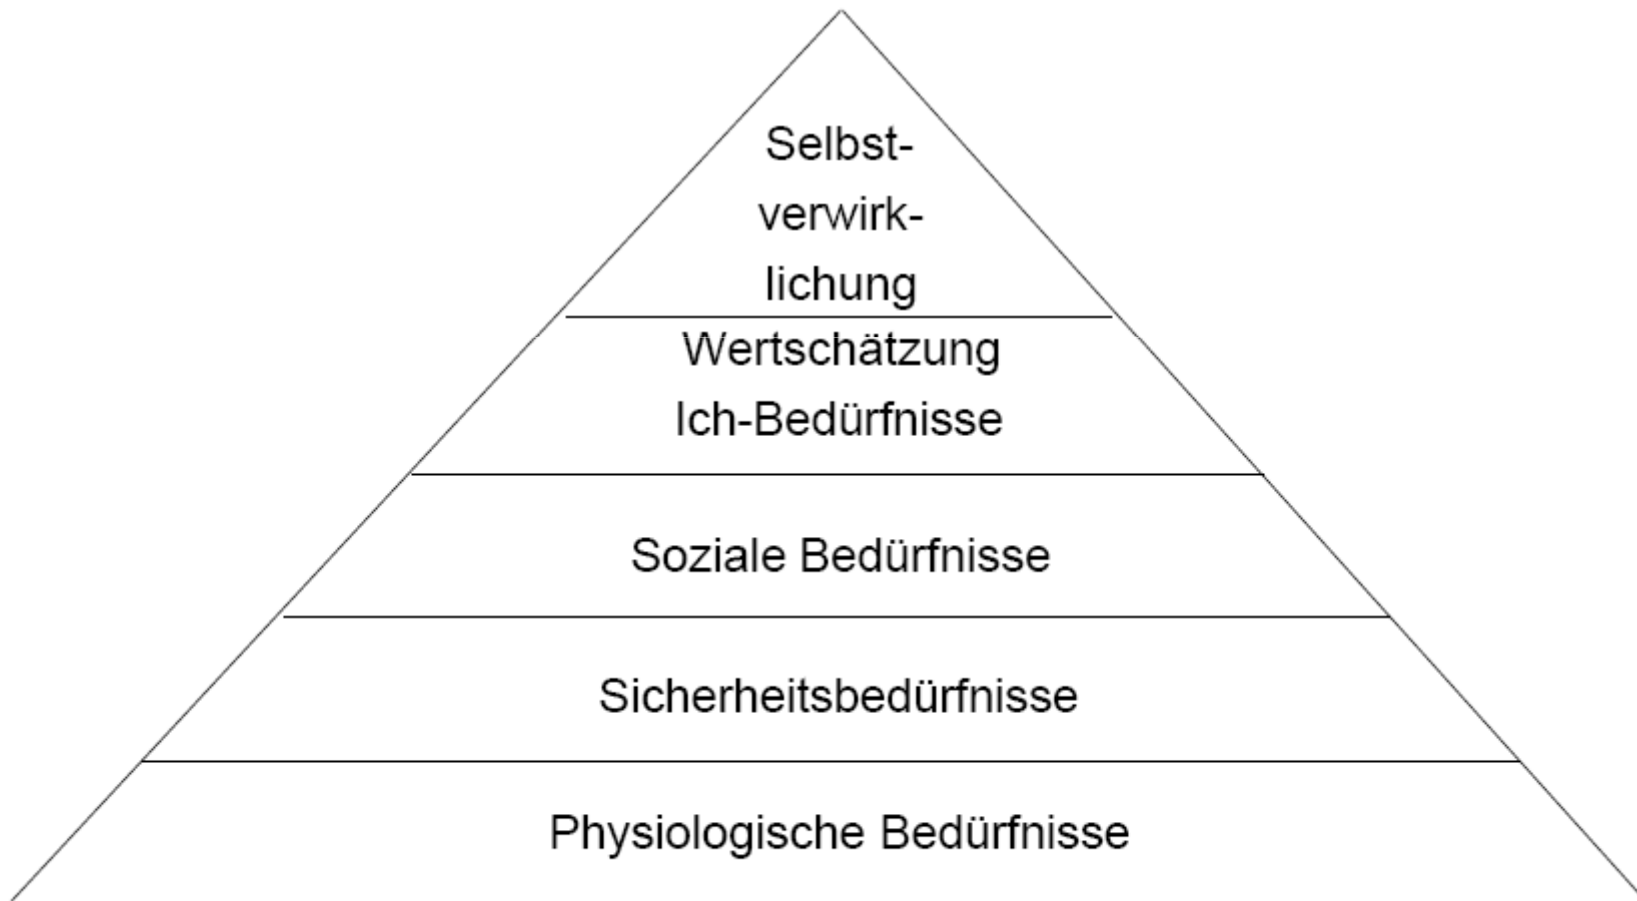 Selbst-
verwirk-
lichung
Wertschätzung
Ich-Bedürfnisse
Soziale Bedürfnisse
Sicherheitsbedürfnisse
Physiologische Bedürfnisse